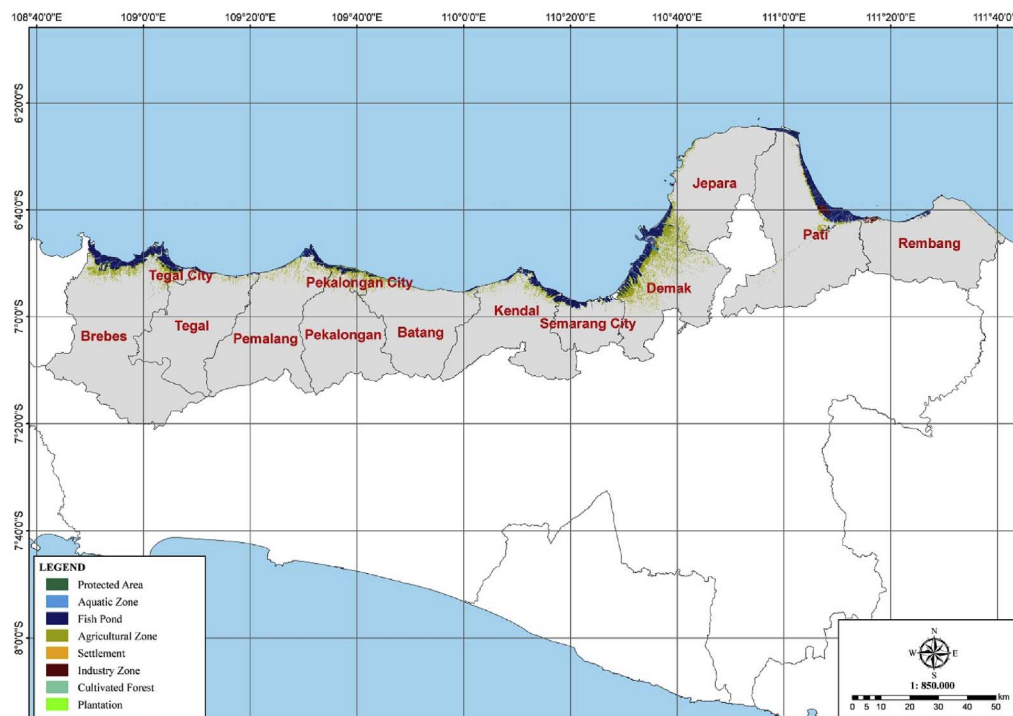 108°40'0"E 109°0'0"E 109°20'0"E 109°40'0"E 110°0'0"E 110°20'0"E 110°40'0"E 111°0'0"E 111°20'0"E 111°40'0"E
6°20'0"S
6°40'0"S
7°0'0"S
7°20'0"S
7°40'0"S
8°0'0"S
Jepara
Pati
Rembang
Tegal City
Pekalongan City
Demak
Kendal
Semarang City
Brebes
Tegal
Pemalang
Pekalongan
Batang
LEGEND
Protected Area
Aquatic Zone
Fish Pond
Agricultural Zone
Settlement
Industry Zone
Cultivated Forest
Plantation
N
W E
S
1: 850.000
km
0 5 10 20 30 40 50